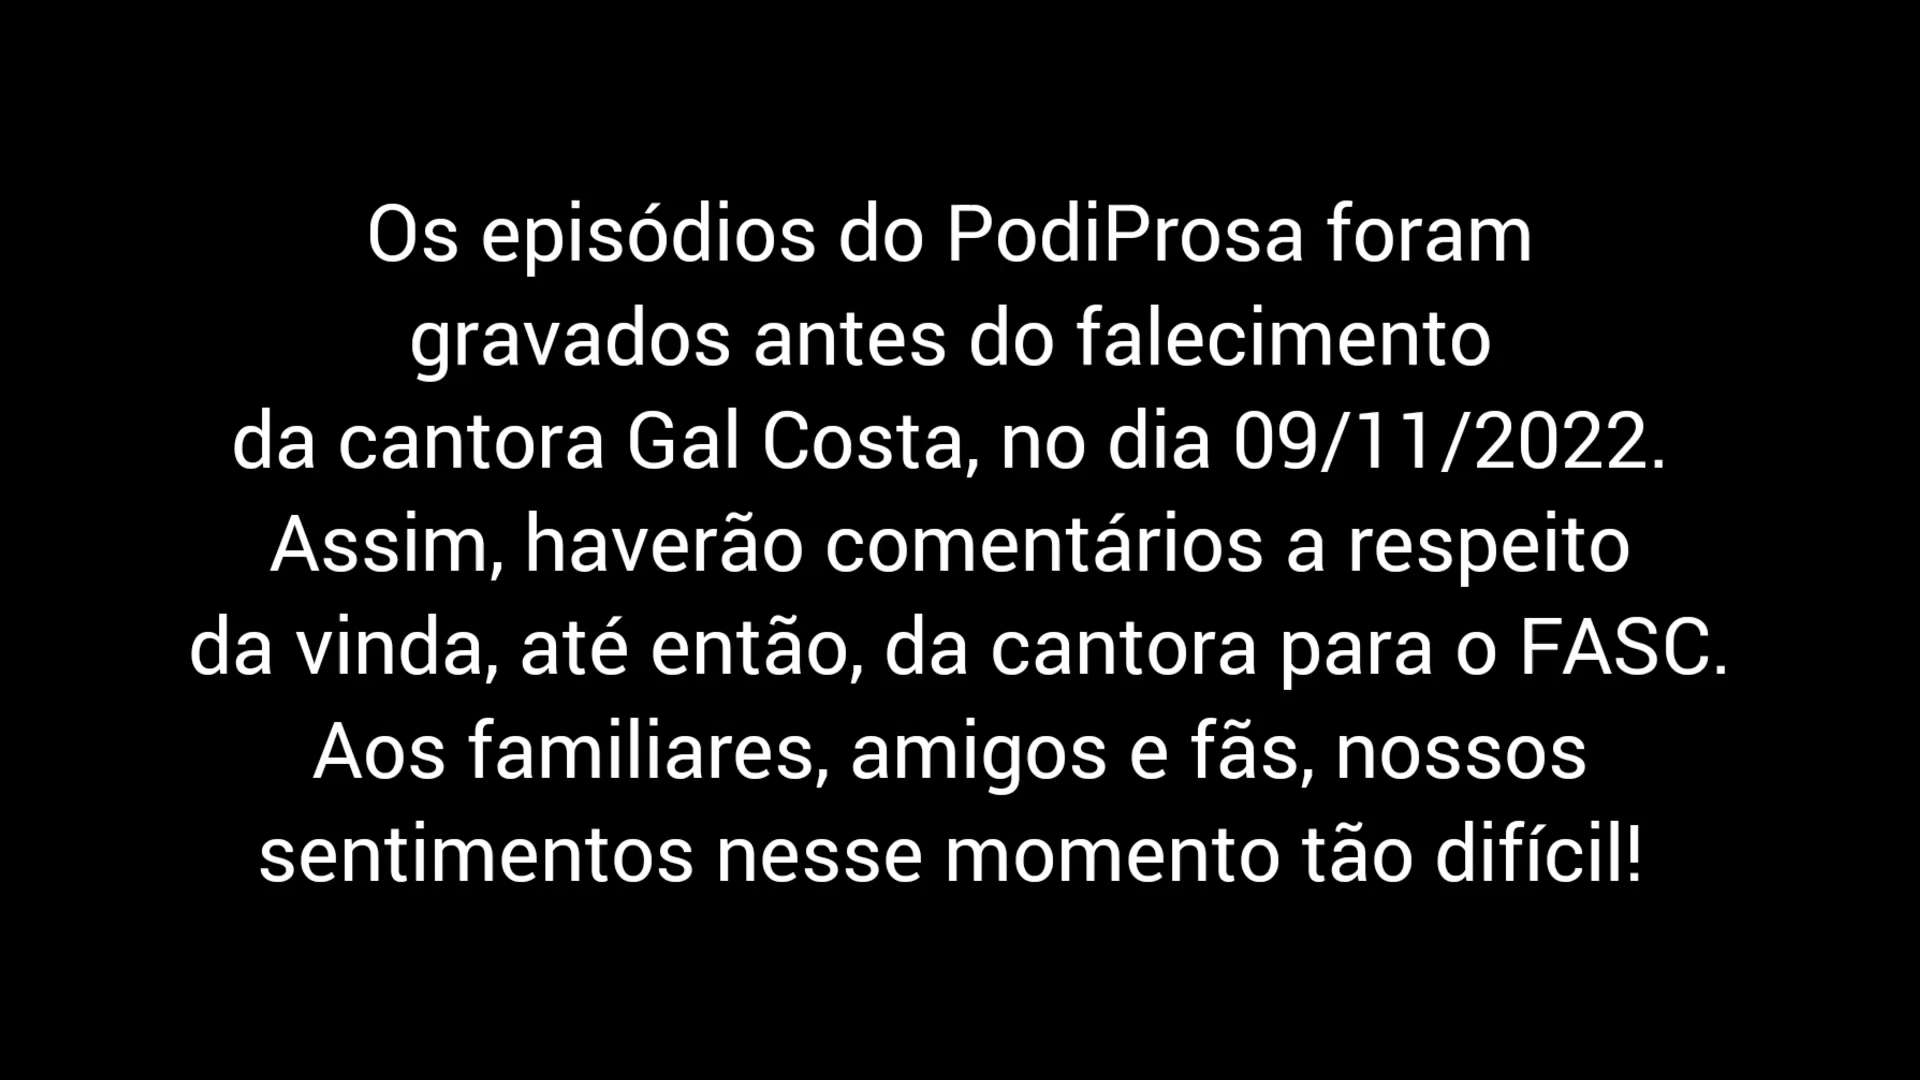 Os episódios do PodiProsa foram
gravados antes do falecimento
da cantora Gal Costa, no dia 09/11/2022.
Assim, haverão comentários a respeito
da vinda, até então, da cantora para o FASC.
Aos familiares, amigos e fãs, nossos
sentimentos nesse momento tão difícil!